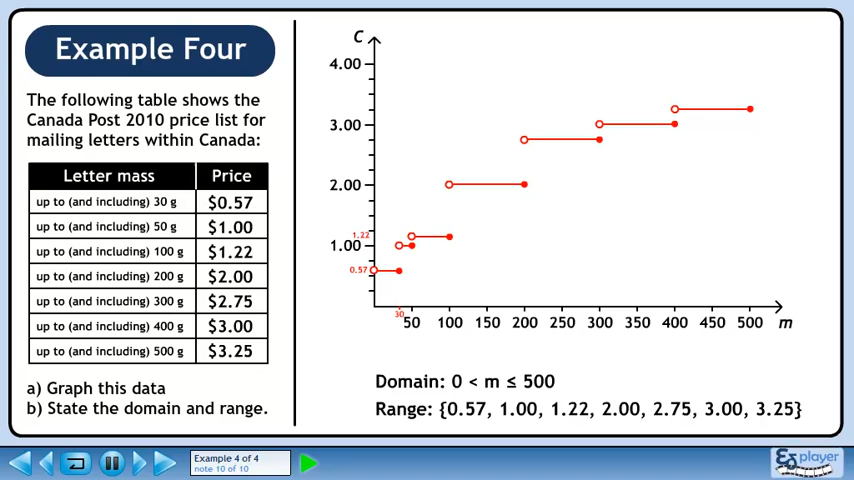 Example Four
The following table shows the
Canada Post 2010 price list for
mailing letters within Canada:
Letter mass Price
up to (and including) 30 g $0.57
up to (and including) 50 g $1.00
up to (and including) 100 g $1.22
up to (and including) 200 g $2.00
up to (and including) 300 g $2.75
up to (and including) 400 g $3.00
up to (and including) 500 g $3.25
a) Graph this data
b) State the domain and range.
C
4.00
3.00
2.00
1.22
1.00
0.57
30
50 100 150 200 250 300 350 400 450 500 m
Domain: 0 < m ≤ 500
Range: {0.57, 1.00, 1.22, 2.00, 2.75, 3.00, 3.25}
Example 4 of 4
note 10 of 10
player